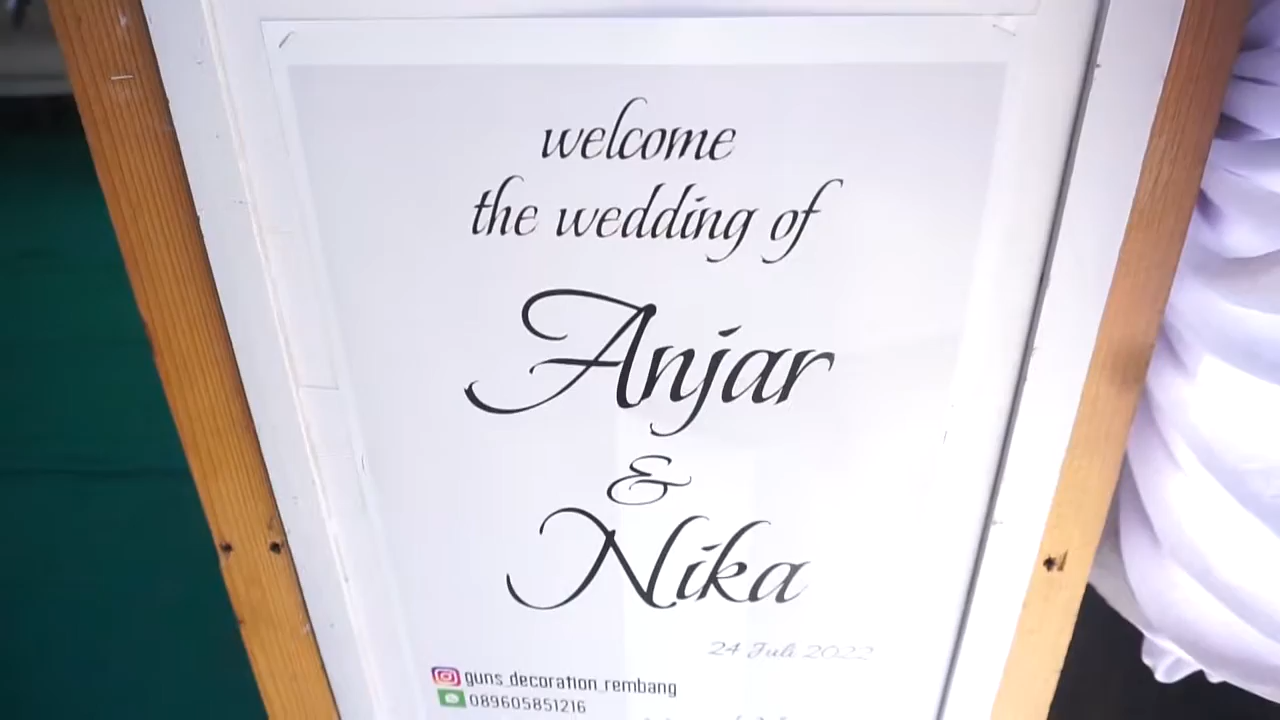 welcome
the wedding of
Anjar
&
Nika
24 Juli 2022
guns_decoration_rembang
089605851216